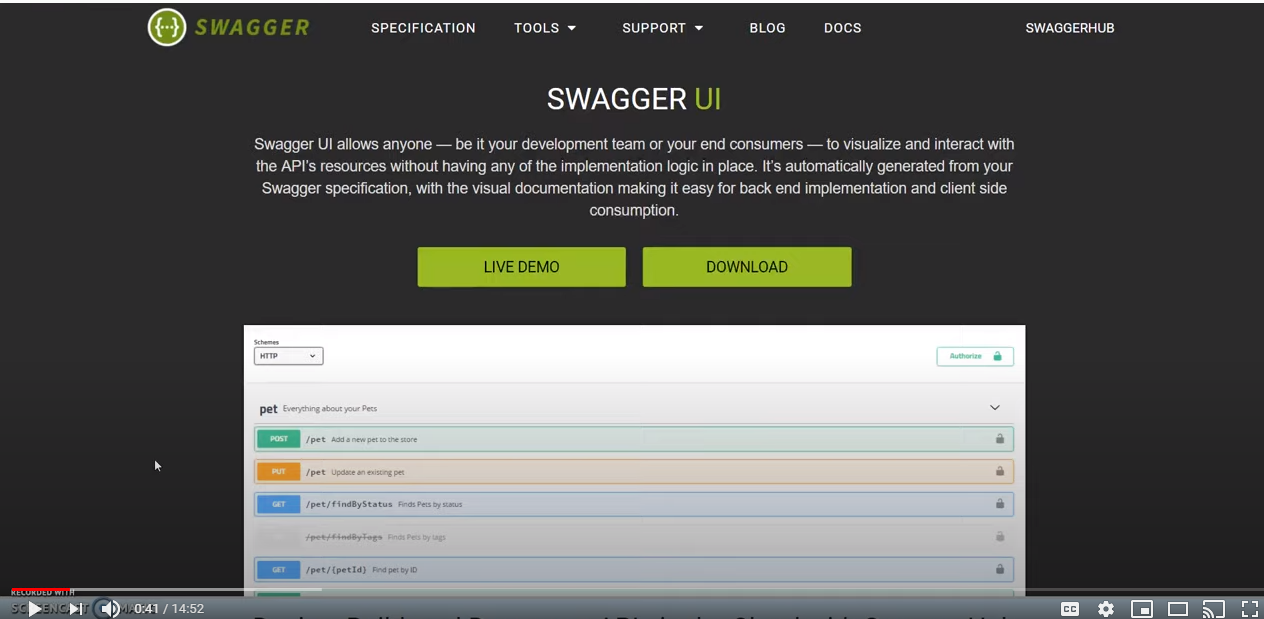 SWAGGER
SPECIFICATION TOOLS SUPPORT BLOG DOCS SWAGGERHUB
SWAGGER UI
Swagger UI allows anyone — be it your development team or your end consumers — to visualize and interact with
the API's resources without having any of the implementation logic in place. It's automatically generated from your
Swagger specification, with the visual documentation making it easy for back end implementation and client side
consumption.
LIVE DEMO DOWNLOAD
Schemes
HTTP
Authorize
pet Everything about your Pets
POST /pet Add a new pet to the store
PUT /pet Update an existing pet
GET /pet/findByStatus Finds Pets by status
/pet/findByTags Finds Pets by tags
GET /pet/{petId} Find pet by ID
RECORDED WITH
0:41 / 14:52
CC